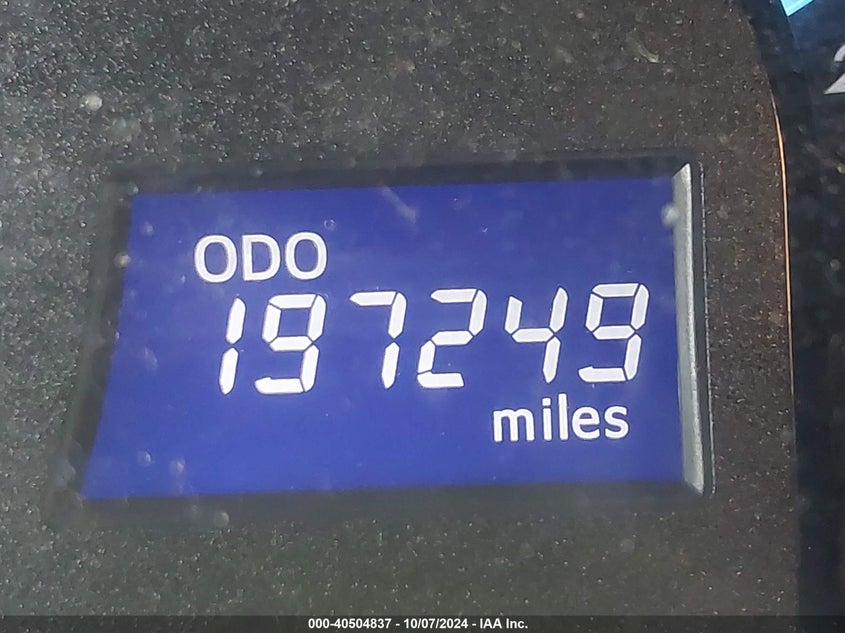 ODO
197249
miles
000-40504837 - 10/07/2024 - IAA Inc.